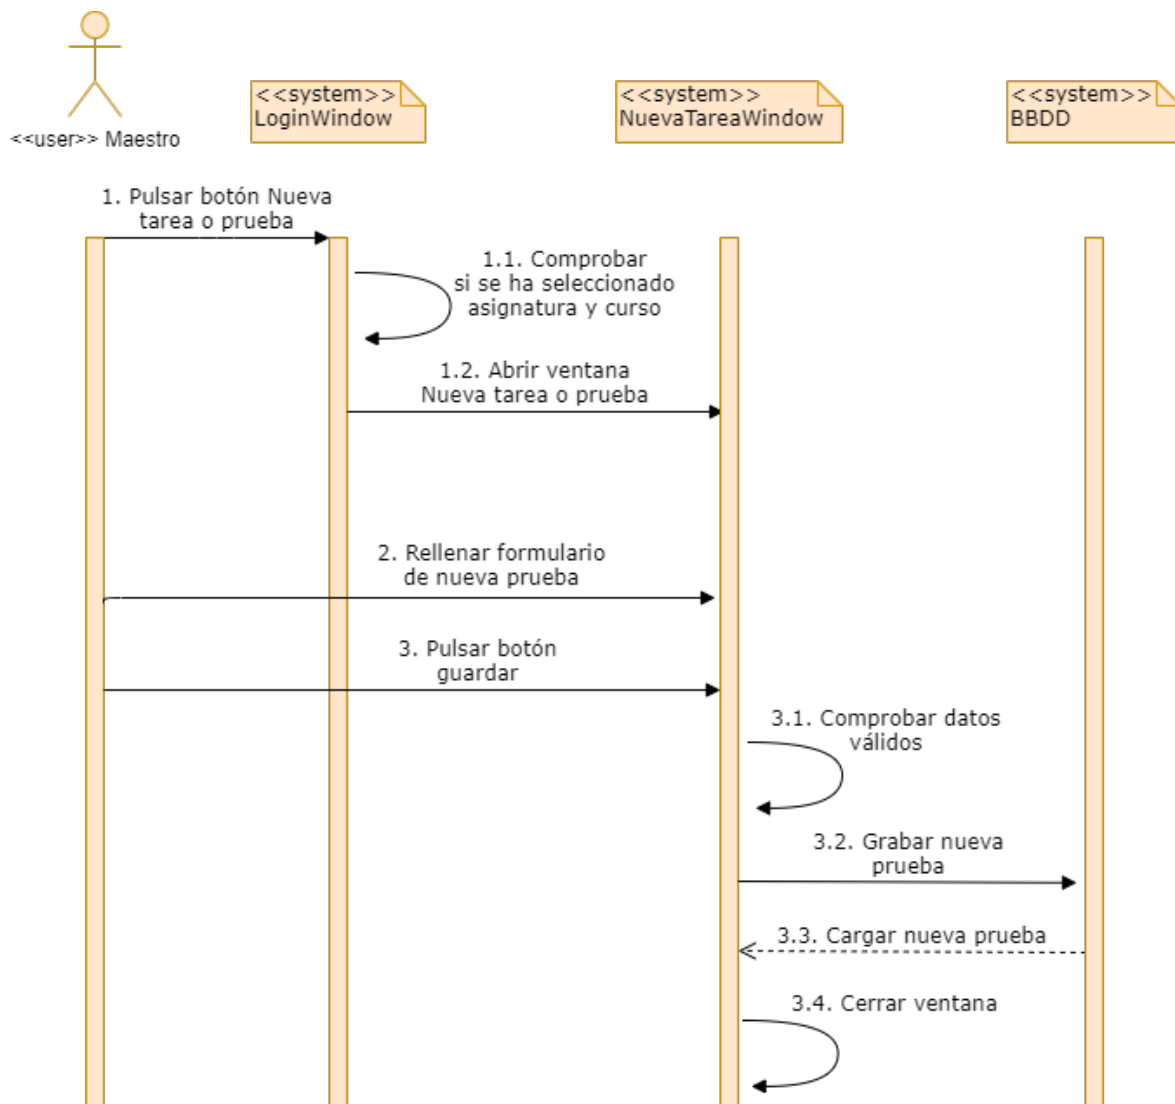 <<user>> Maestro
<<system>>
LoginWindow
<<system>>
NuevaTareaWindow
<<system>>
BBDD
1. Pulsar botón Nueva
tarea o prueba
1.1. Comprobar
si se ha seleccionado
asignatura y curso
1.2. Abrir ventana
Nueva tarea o prueba
2. Rellenar formulario
de nueva prueba
3. Pulsar botón
guardar
3.1. Comprobar datos
válidos
3.2. Grabar nueva
prueba
3.3. Cargar nueva prueba
3.4. Cerrar ventana